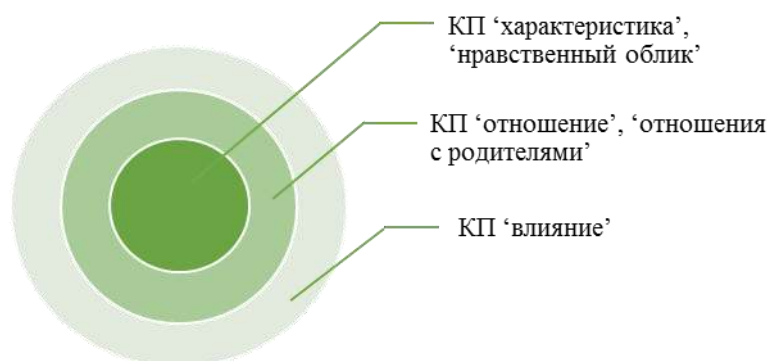 КП ‘характеристика’,
‘нравственный облик’
КП ‘отношение’, ‘отношения
с родителями’
КП ‘влияние’